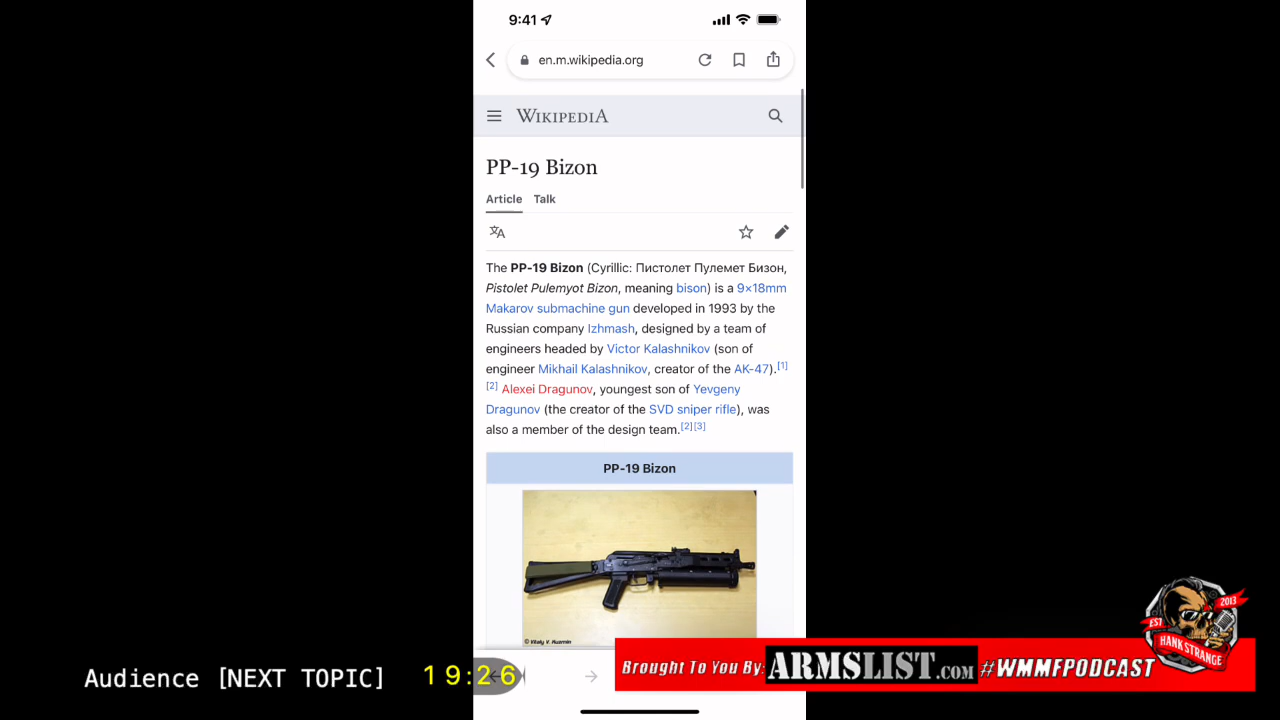 9:41
en.m.wikipedia.org
WIKIPEDIA
PP-19 Bizon
Article Talk
The PP-19 Bizon (Cyrillic: Пистолет Пулемет Бизон,
Pistolet Pulemyot Bizon, meaning bison) is a 9×18mm
Makarov submachine gun developed in 1993 by the
Russian company Izhmash, designed by a team of
engineers headed by Victor Kalashnikov (son of
engineer Mikhail Kalashnikov, creator of the AK-47).[1]
[2] Alexei Dragunov, youngest son of Yevgeny
Dragunov (the creator of the SVD sniper rifle), was
also a member of the design team.[2][3]
PP-19 Bizon
© Vitaly V. Kuzmin
Audience [NEXT TOPIC] 19:26
Brought To You By: ARMSLIST.COM #WMMFPODCAST
EST 2013
HANK STRANGE